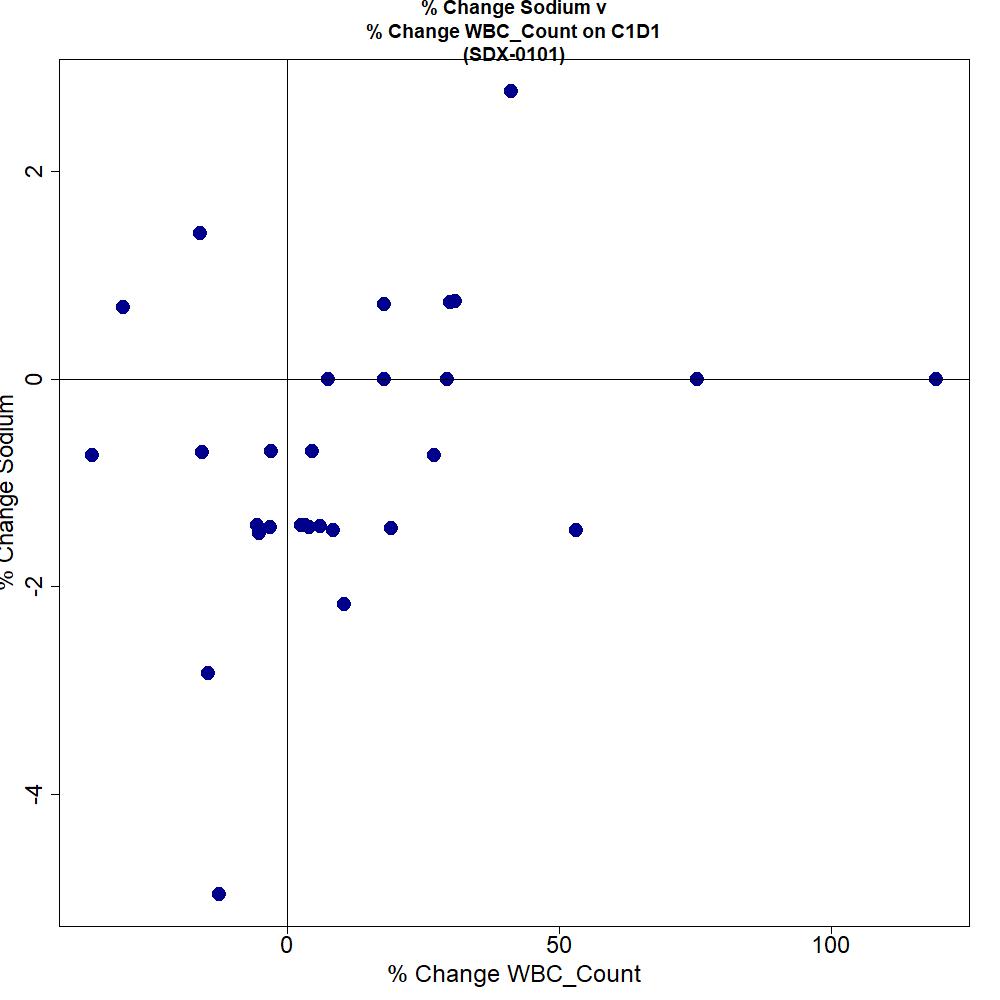 % Change Sodium v
% Change WBC_Count on C1D1
(SDX-0101)
% Change Sodium
2
0
-2
-4
0
50
100
% Change WBC_Count